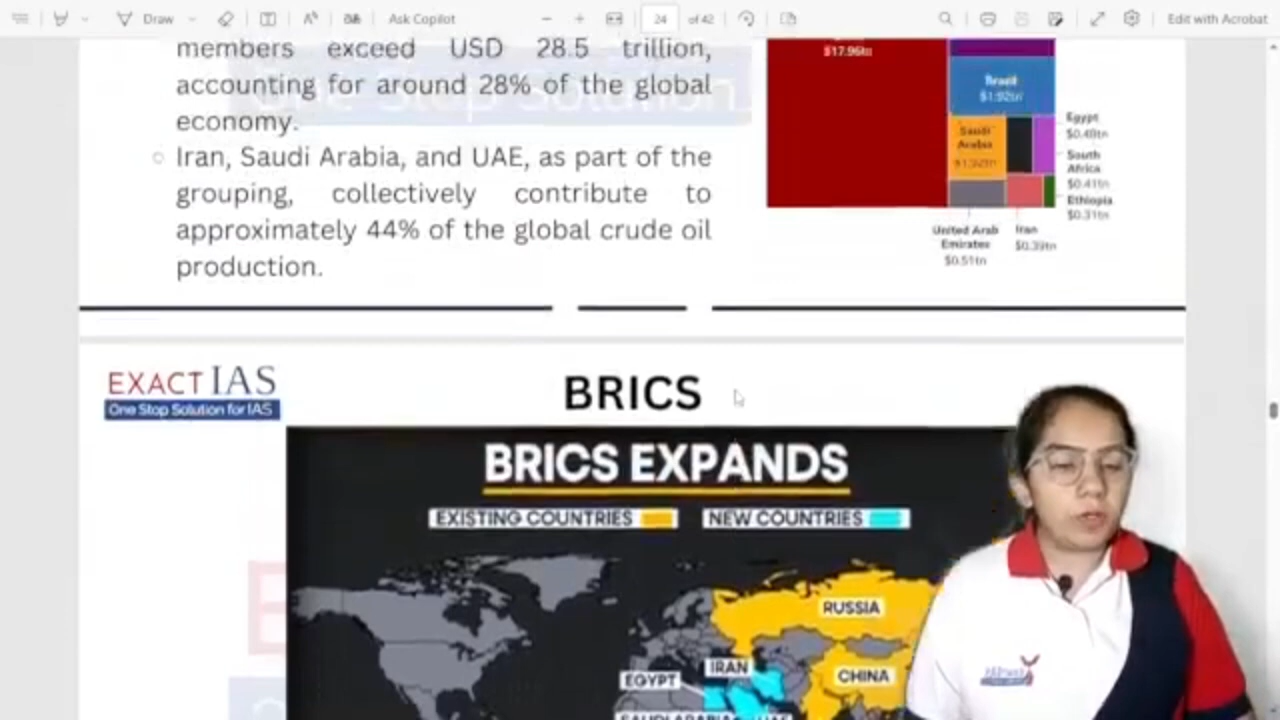 Draw
Ask Copilot
24
of 42
Edit with Acrobat
members exceed USD 28.5 trillion,
accounting for around 28% of the global
economy.
Iran, Saudi Arabia, and UAE, as part of the
grouping, collectively contribute to
approximately 44% of the global crude oil
production.
$17.96tn
Brazil
$1.92tn
Saudi
Arabia
Egypt
$0.48tn
South
Africa
$0.41tn
Ethiopia
$0.31tn
United Arab
Emirates
$0.51tn
Iran
$0.39tn
EXACT IAS
One Stop Solution for IAS
BRICS
BRICS EXPANDS
EXISTING COUNTRIES
NEW COUNTRIES
RUSSIA
IRAN
CHINA
EGYPT
SAUDI ARABIA
UAE